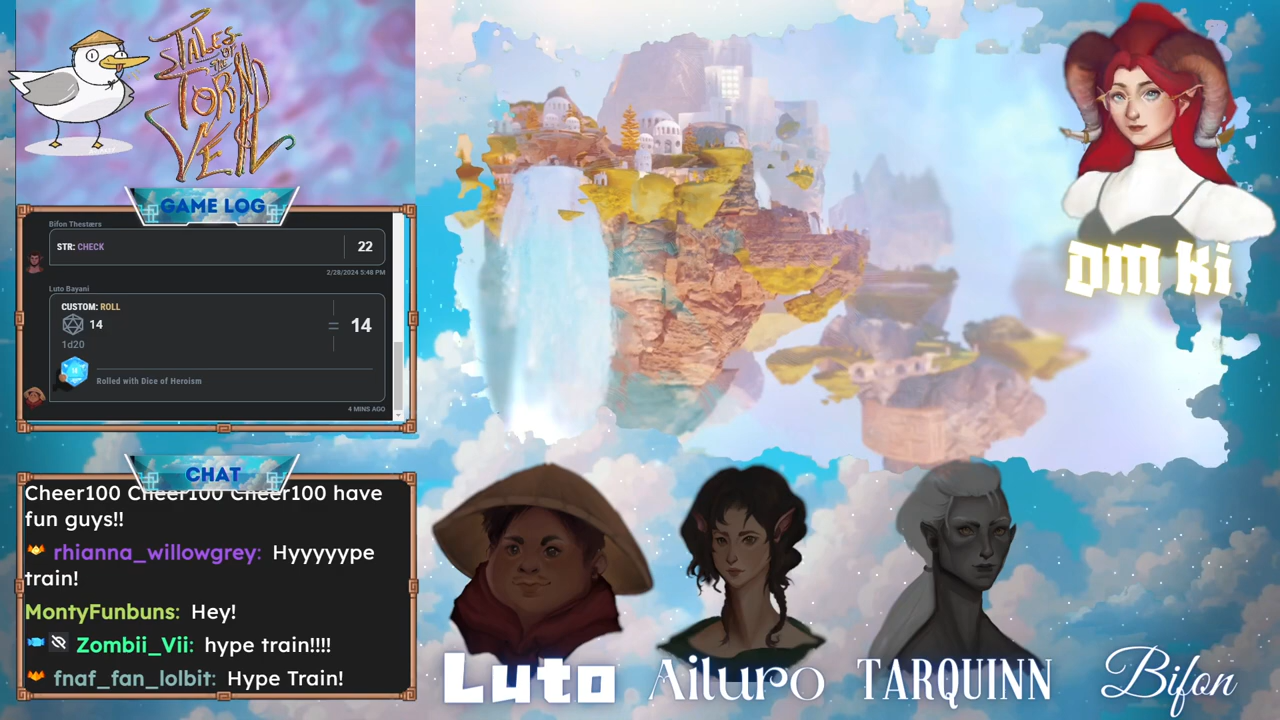 TALES
OF THE
TORN
VEIL
GAME LOG
Bifon Thestærs
STR: CHECK
22
2/28/2024 5:48 PM
Luto Bayani
CUSTOM: ROLL
14
= 14
1d20
Rolled with Dice of Heroism
4 MINS AGO
CHAT
Cheer100 Cheer100 Cheer100 have
fun guys!!
rhianna_willowgrey: Hyyyyype
train!
MontyFunbuns: Hey!
Zombii_Vii: hype train!!!!
fnaf_fan_lolbit: Hype Train!
DM Ki
Luto
Ailuro
TARQUINN
Bifon